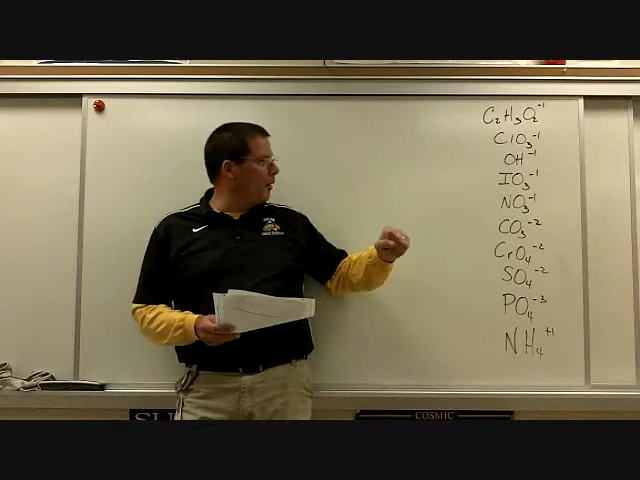 C₂H₃O₂⁻¹
ClO₃⁻¹
OH⁻¹
IO₃⁻¹
NO₃⁻¹
CO₃⁻²
CrO₄⁻²
SO₄⁻²
PO₄⁻³
NH₄⁺¹
COSMIC